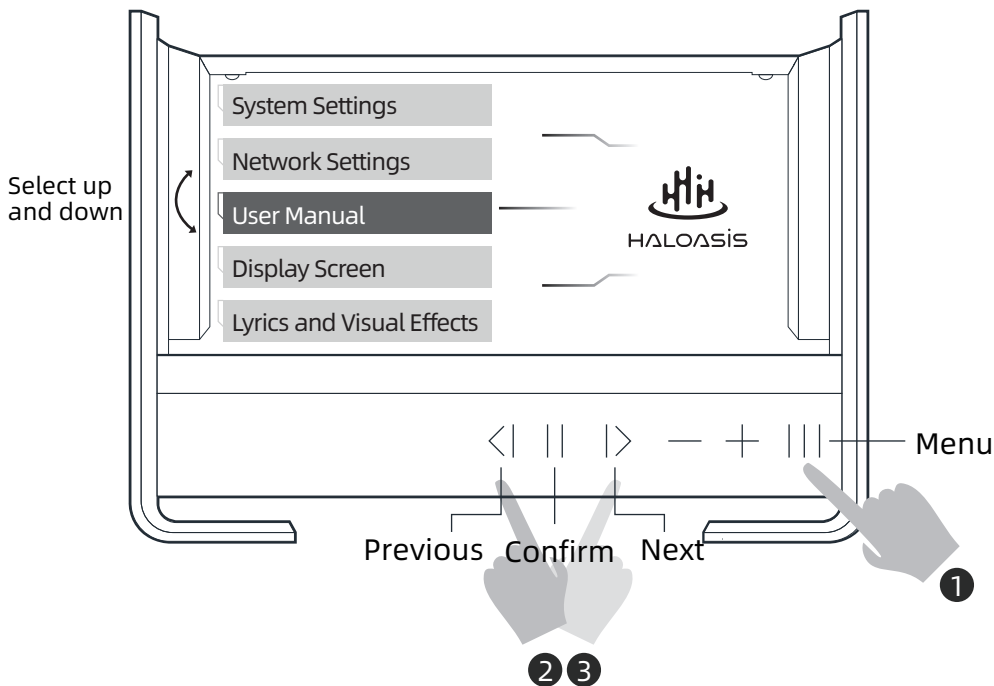 System Settings
Network Settings
Select up
and down
User Manual
Display Screen
Lyrics and Visual Effects
HALOASIS
Menu
Previous
Confirm
Next
1
2
3